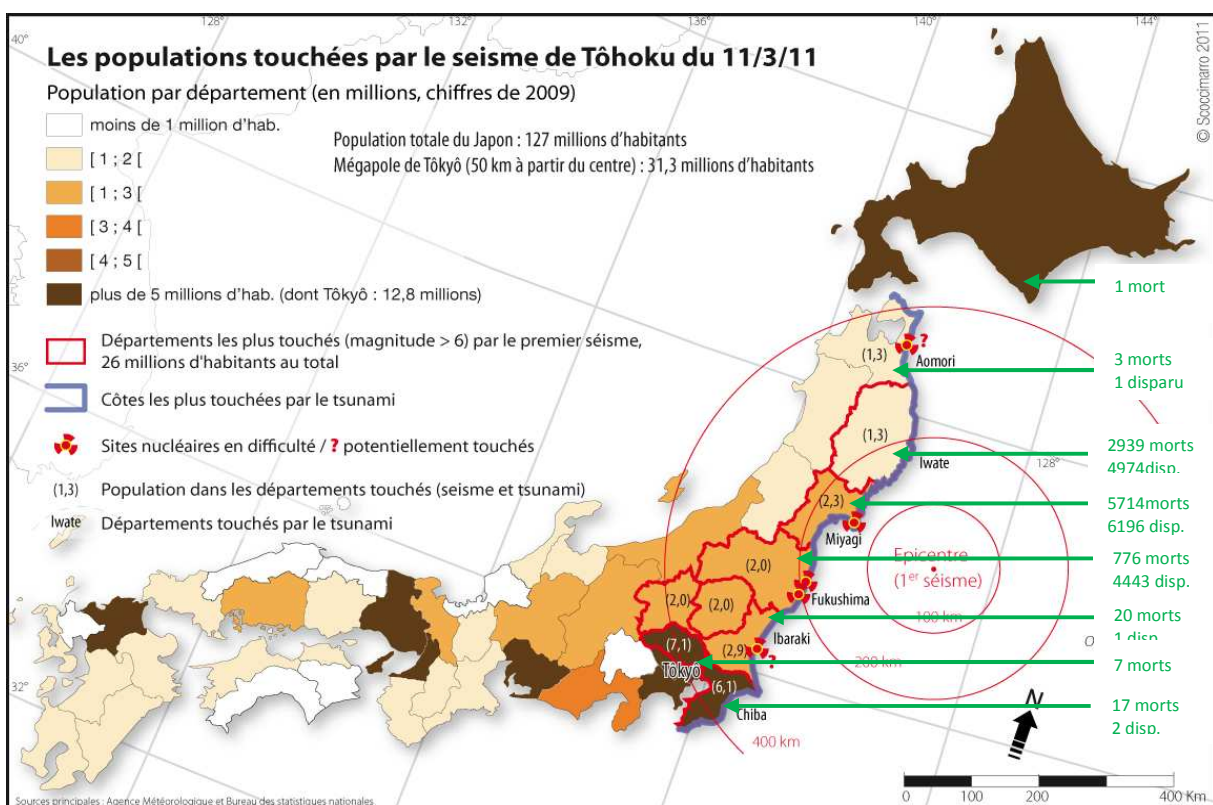 128°
132°
136°
140°
144°
40°
Les populations touchées par le seisme de Tôhoku du 11/3/11
Population par département (en millions, chiffres de 2009)
moins de 1 million d'hab.
[ 1 ; 2 [
[ 1 ; 3 [
[ 3 ; 4 [
[ 4 ; 5 [
plus de 5 millions d'hab. (dont Tôkyô : 12,8 millions)
Population totale du Japon : 127 millions d'habitants
Mégapole de Tôkyô (50 km à partir du centre) : 31,3 millions d'habitants
© Scoccimarro 2011
Départements les plus touchés (magnitude > 6) par le premier séisme,
26 millions d'habitants au total
Côtes les plus touchées par le tsunami
Sites nucléaires en difficulté / ? potentiellement touchés
(1,3) Population dans les départements touchés (seisme et tsunami)
Iwate Départements touchés par le tsunami
36°
32°
128°
1 mort
?
(1,3)
Aomori
3 morts
1 disparu
(1,3)
Iwate
2939 morts
4974disp.
(2,3)
Miyagi
5714morts
6196 disp.
Epicentre
(1er séisme)
100 km
200 km
400 km
(2,0)
Fukushima
776 morts
4443 disp.
(2,0)
(2,0)
Ibaraki
(2,9)
?
20 morts
1 disp.
(7,1)
Tôkyô
7 morts
(6,1)
Chiba
17 morts
2 disp.
O
N
0 100 200 400 Km
Sources principales : Agence Météorologique et Bureau des statistiques nationales